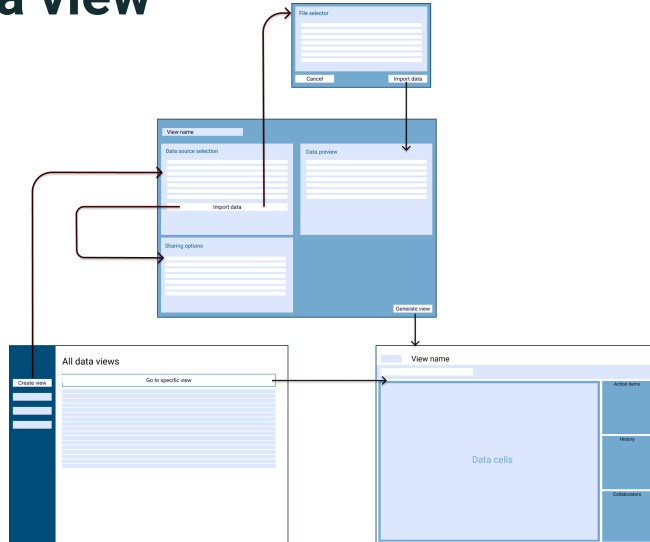 a view
File selector
Cancel
Import data
View name
Data source selection
Data preview
Import data
Sharing options
Generate view
All data views
Create view
Go to specific view
View name
Action items
History
Collaborators
Data cells